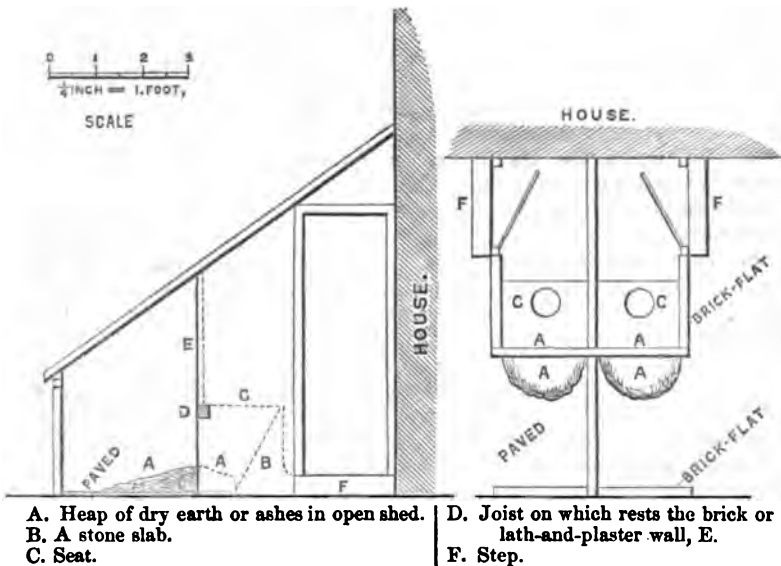 0 1 2 3
¼ INCH = 1.FOOT,
SCALE
HOUSE.
E
D
C
PAVED
A
A
B
F
HOUSE.
F
F
C
C
BRICK-FLAT
A
A
A
A
PAVED
BRICK-FLAT
A. Heap of dry earth or ashes in open shed.
B. A stone slab.
C. Seat.
D. Joist on which rests the brick or
lath-and-plaster wall, E.
F. Step.